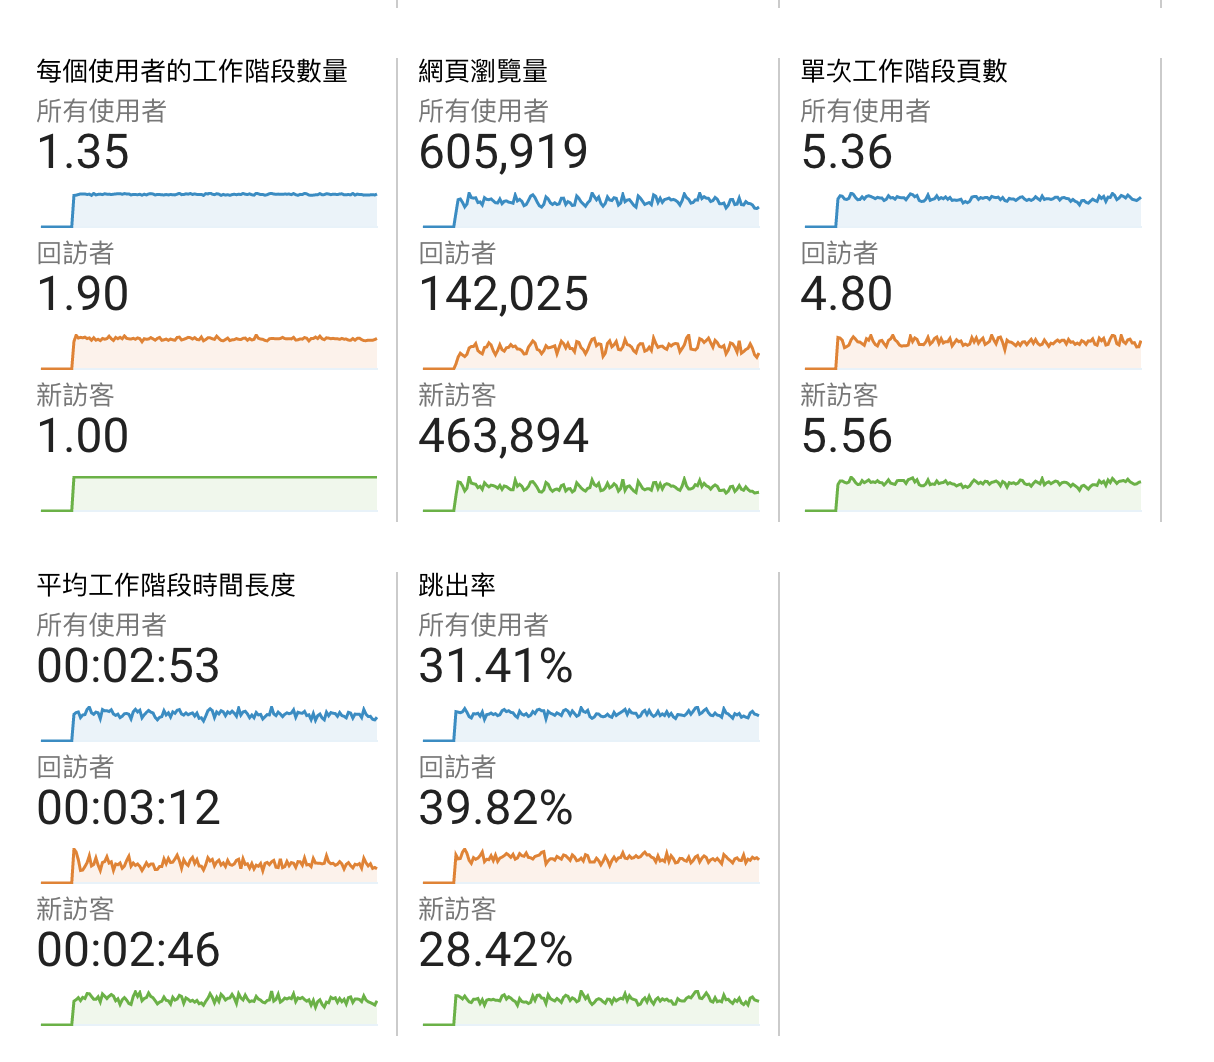 每個使用者的工作階段數量
所有使用者
1.35
回訪者
1.90
新訪客
1.00
網頁瀏覽量
所有使用者
605,919
回訪者
142,025
新訪客
463,894
單次工作階段頁數
所有使用者
5.36
回訪者
4.80
新訪客
5.56
平均工作階段時間長度
所有使用者
00:02:53
回訪者
00:03:12
新訪客
00:02:46
跳出率
所有使用者
31.41%
回訪者
39.82%
新訪客
28.42%